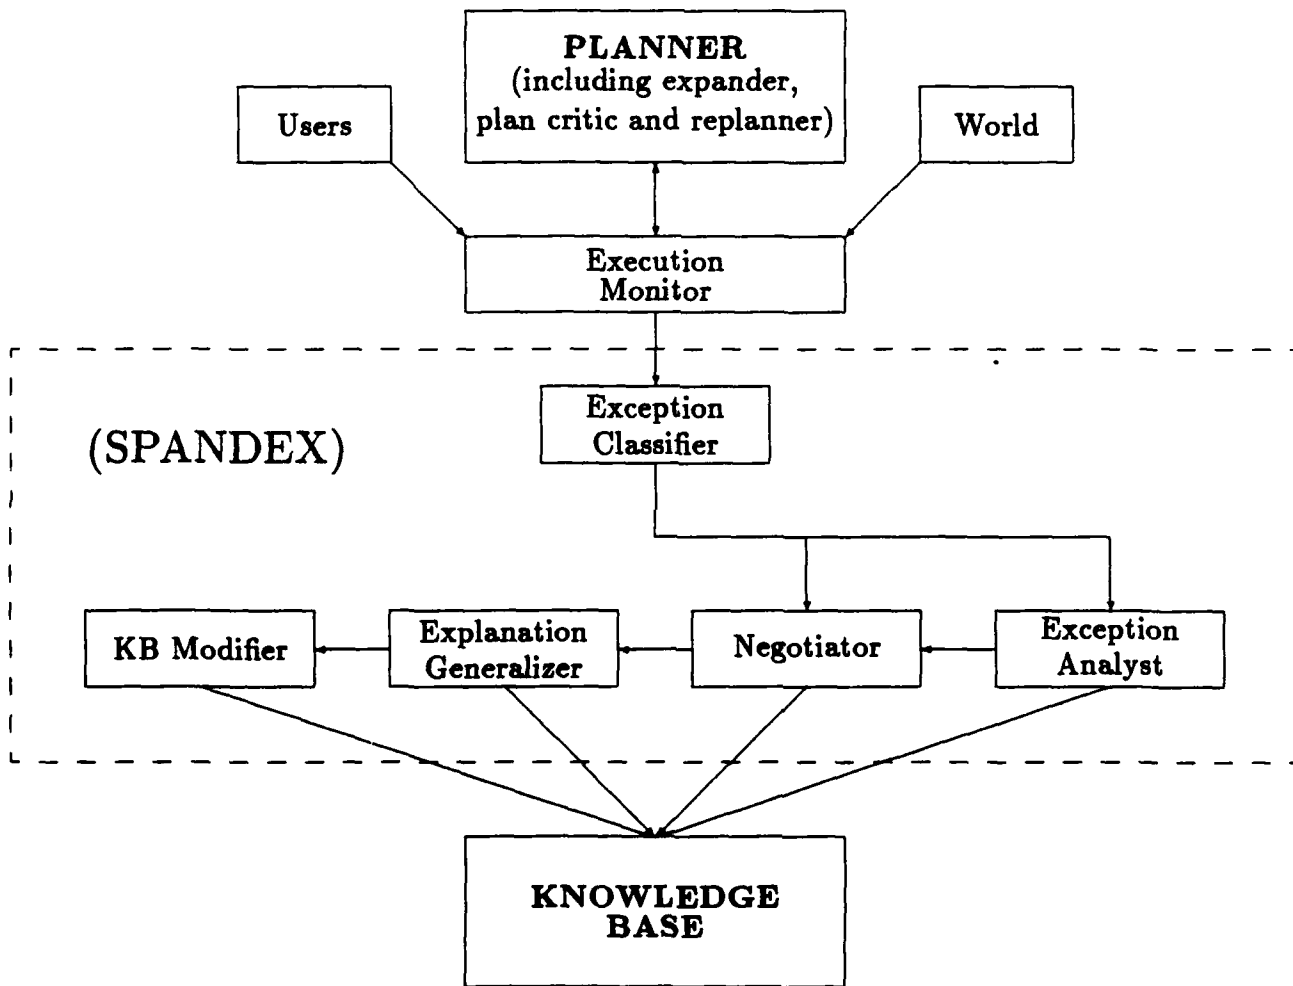 PLANNER
(including expander,
plan critic and replanner)
Users
World
Execution
Monitor
(SPANDEX)
Exception
Classifier
KB Modifier
Explanation
Generalizer
Negotiator
Exception
Analyst
KNOWLEDGE
BASE